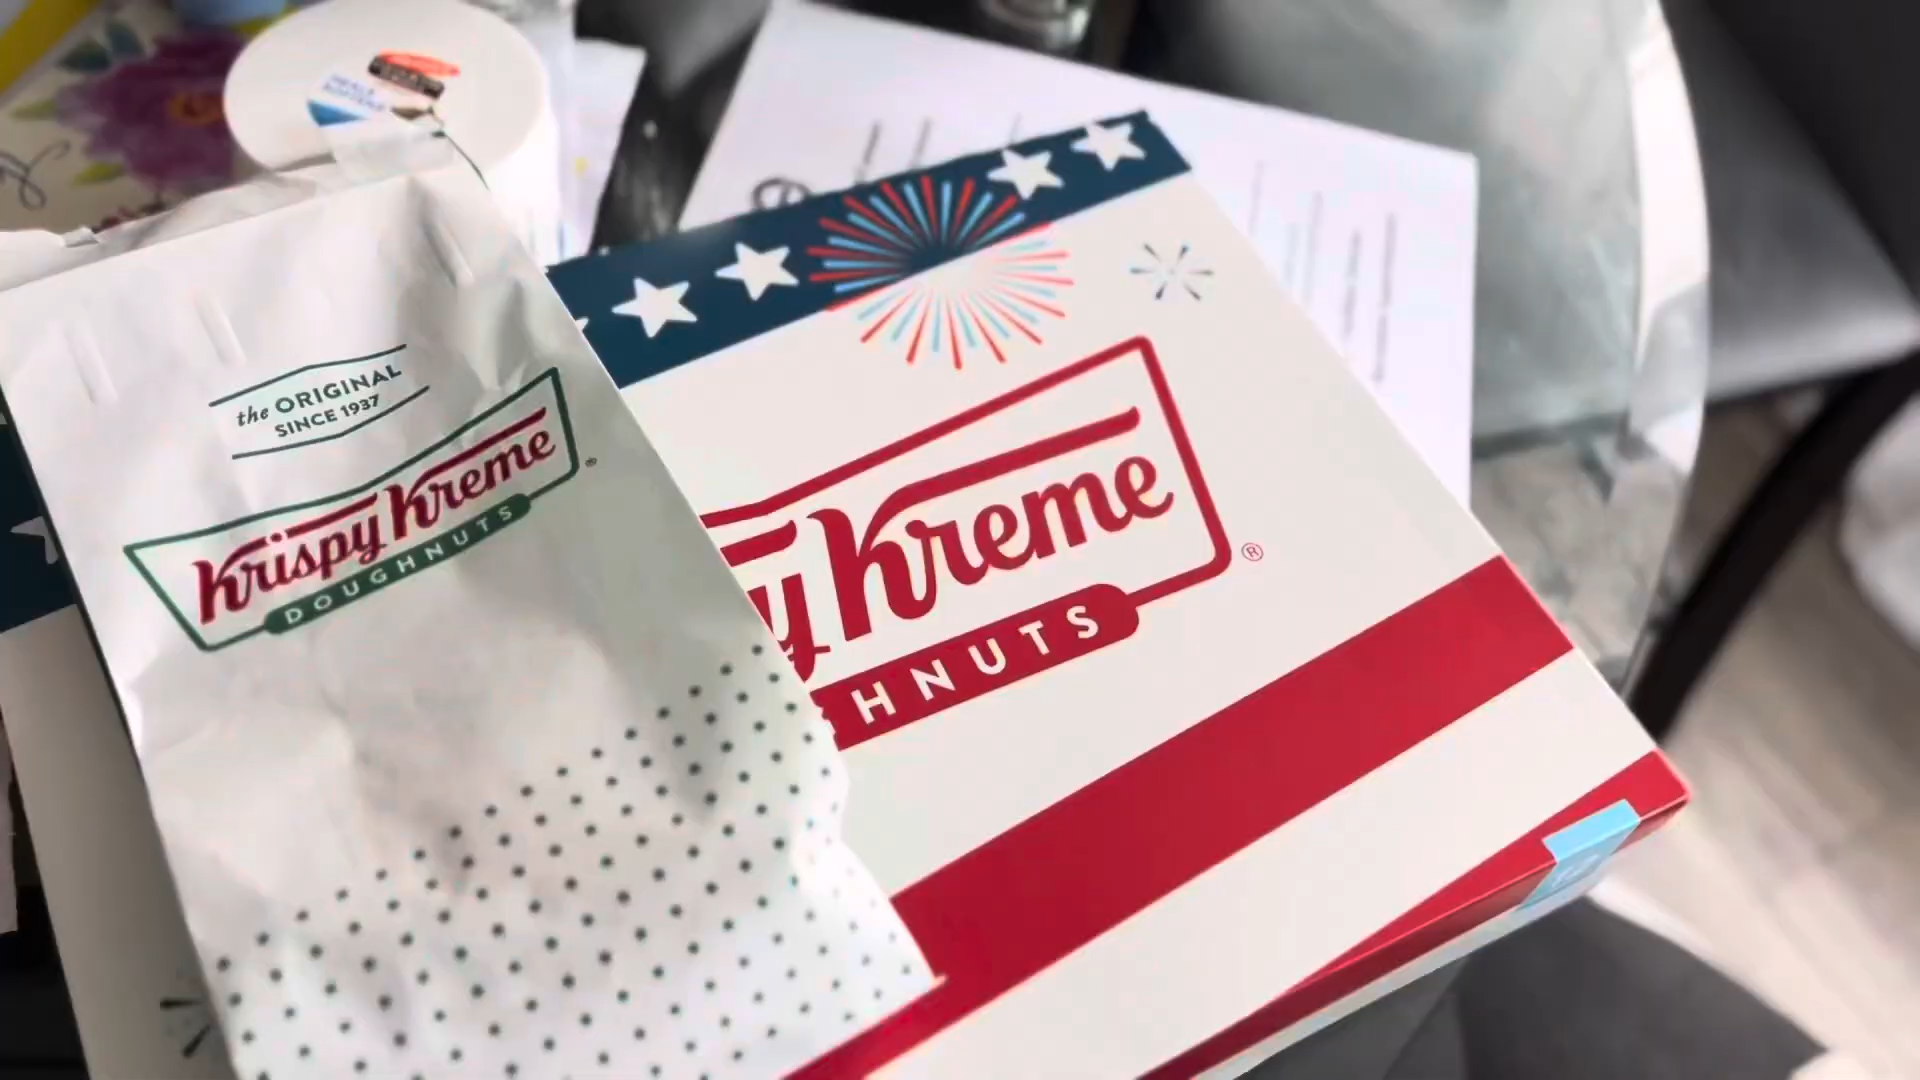 the ORIGINAL
SINCE 1937
Krispy Kreme
DOUGHNUTS
®
y Kreme
HNUTS
®